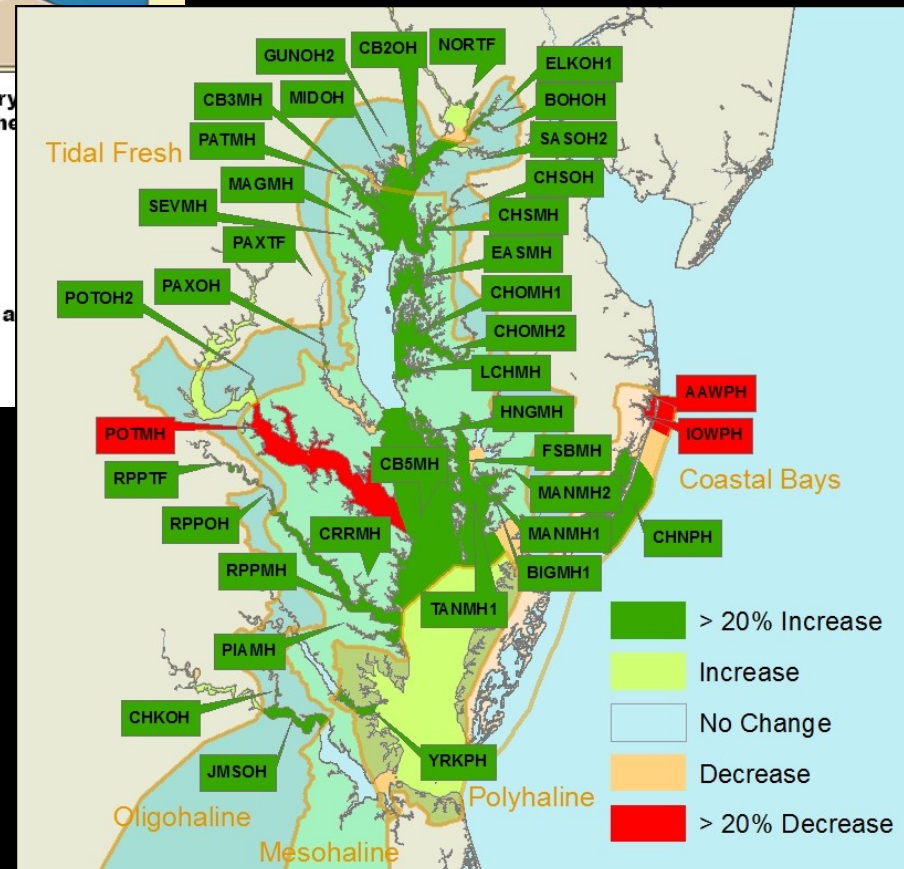 ry
ne
a
NORTF
CB2OH
GUNOH2
ELKOH1
CB3MH
MIDOH
BOHOH
PATMH
SASOH2
Tidal Fresh
MAGMH
CHSOH
SEVMH
CHSMH
PAXTF
EASMH
PAXOH
CHOMH1
POTOH2
CHOMH2
LCHMH
AAWPH
HNGMH
IOWPH
POTMH
FSBMH
CB5MH
RPPTF
Coastal Bays
MANMH2
RPPOH
CRRMH
MANMH1
CHNPH
RPPMH
BIGMH1
TANMH1
> 20% Increase
PIAMH
Increase
CHKOH
No Change
YRKPH
JMSOH
Decrease
Polyhaline
Oligohaline
> 20% Decrease
Mesohaline